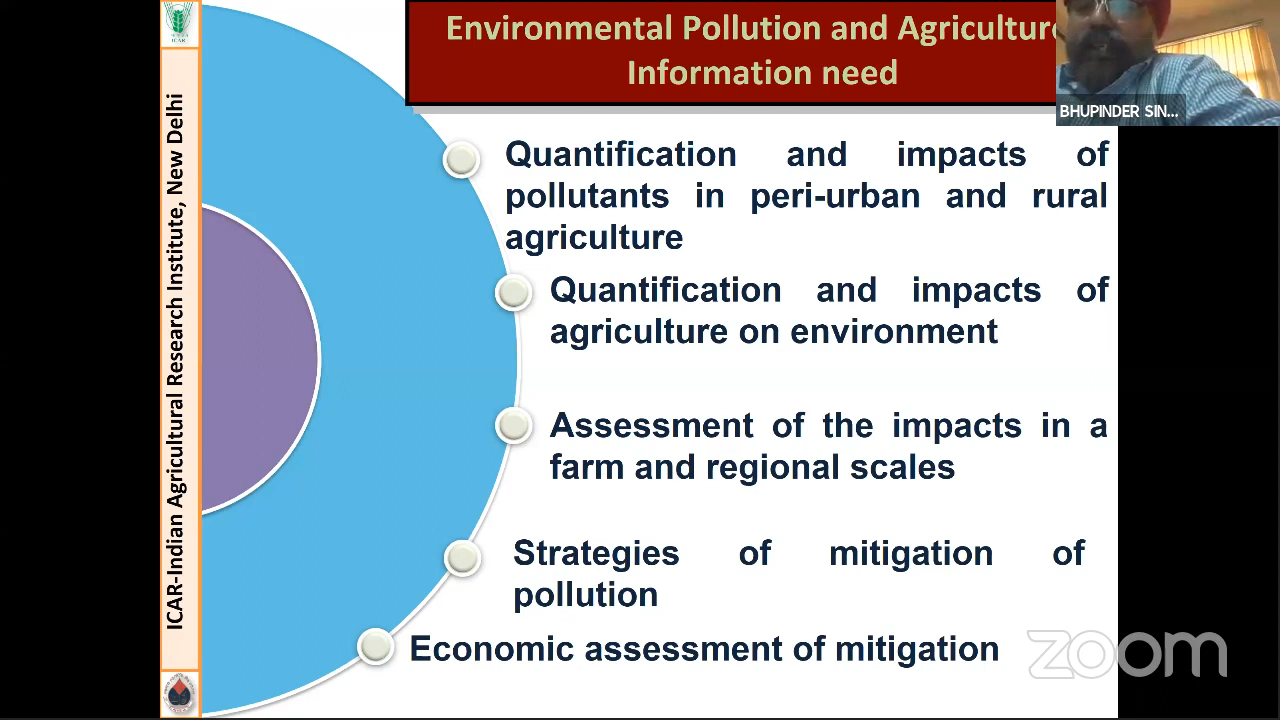 Environmental Pollution and Agriculture
Information need
BHUPINDER SIN...
ICAR
ICAR-Indian Agricultural Research Institute, New Delhi
Quantification and impacts of
pollutants in peri-urban and rural
agriculture
Quantification and impacts of
agriculture on environment
Assessment of the impacts in a
farm and regional scales
Strategies of mitigation of
pollution
Economic assessment of mitigation
zoom